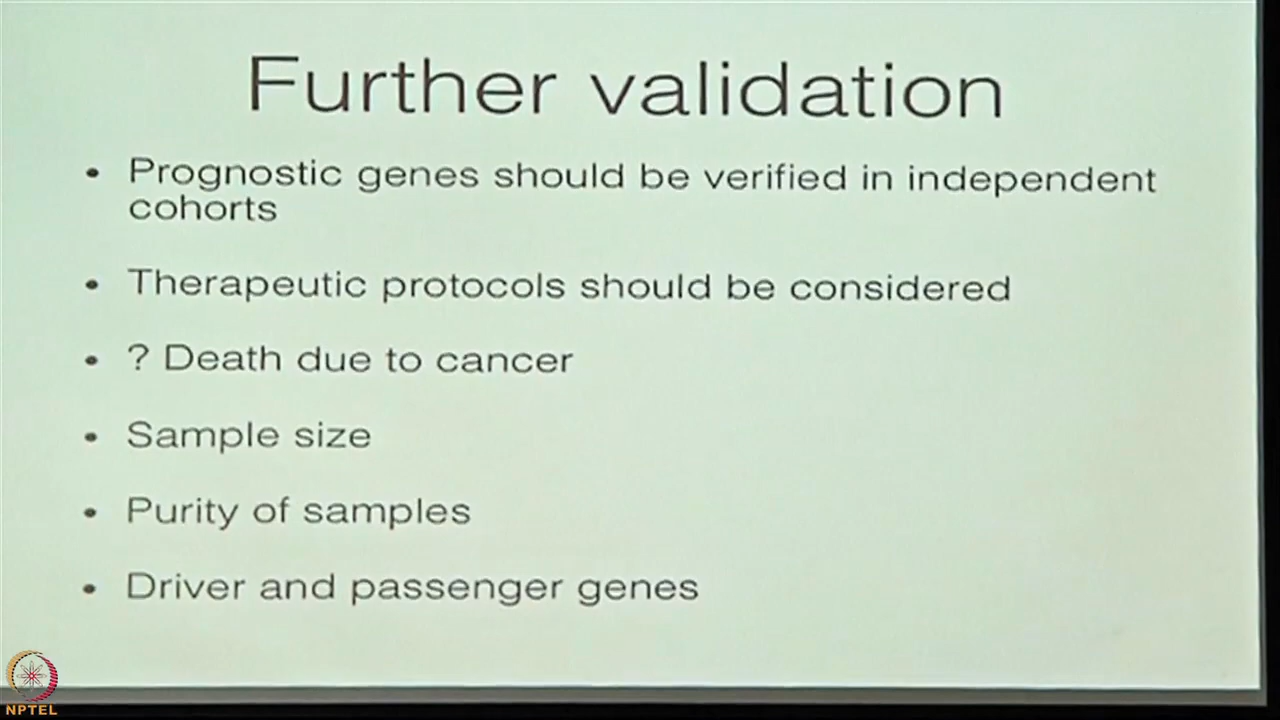 Further validation
• Prognostic genes should be verified in independent
cohorts
• Therapeutic protocols should be considered
• ? Death due to cancer
• Sample size
• Purity of samples
• Driver and passenger genes
NPTEL